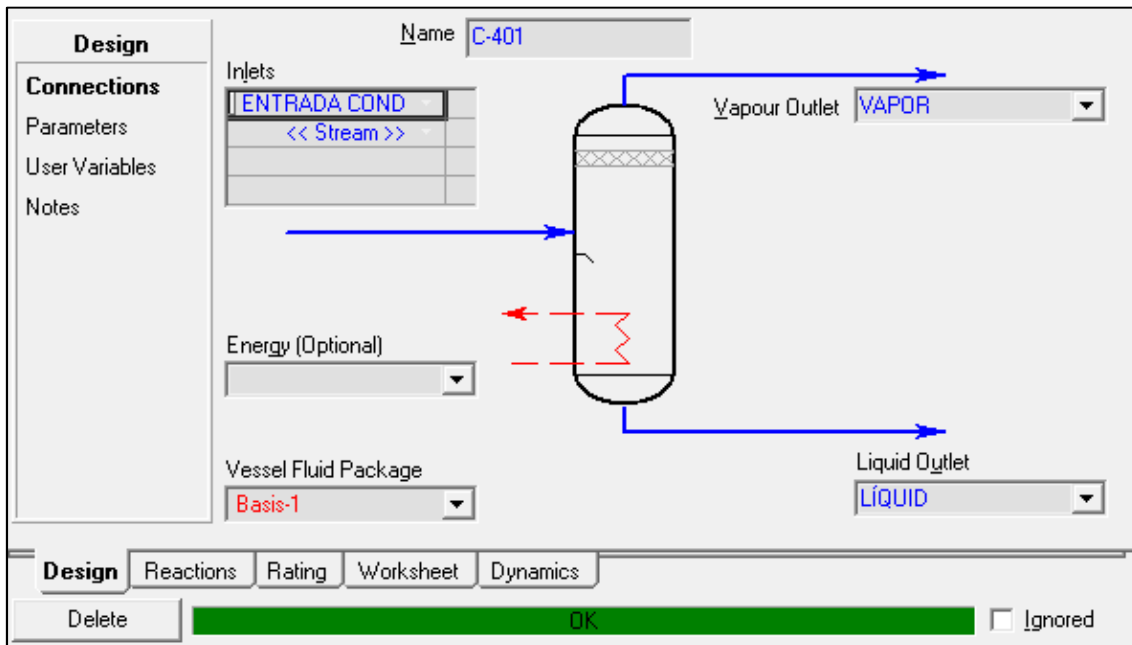 Design
Connections
Parameters
User Variables
Notes
Name C-401
Inlets
ENTRADA COND
<< Stream >>
Vapour Outlet VAPOR
Energy (Optional)
Vessel Fluid Package
Basis-1
Liquid Outlet
LÍQUID
Design Reactions Rating Worksheet Dynamics
Delete OK Ignored